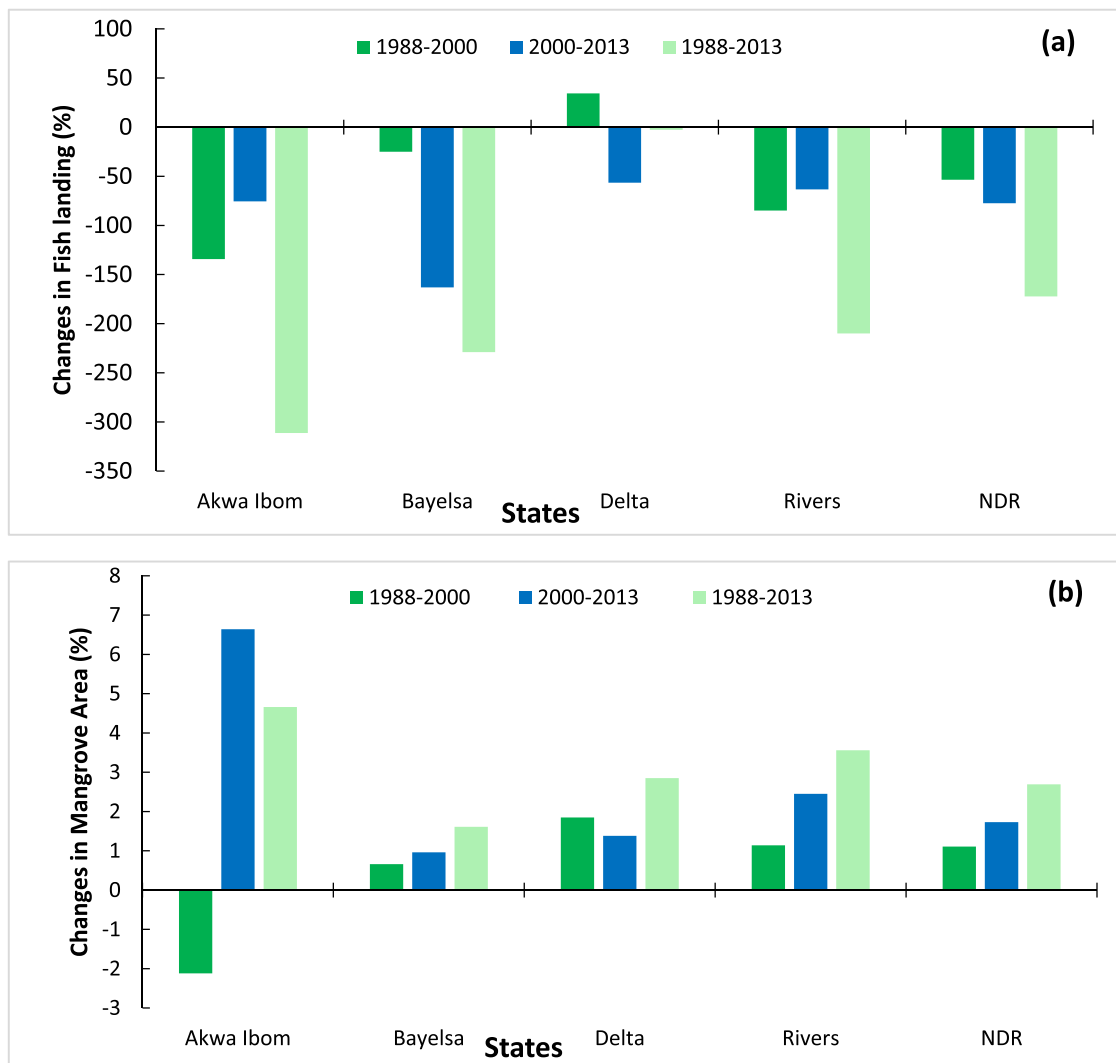 (a)
1988-2000 2000-2013 1988-2013
Changes in Fish landing (%)
100
50
0
-50
-100
-150
-200
-250
-300
-350
Akwa Ibom Bayelsa Delta Rivers NDR
States
(b)
1988-2000 2000-2013 1988-2013
Changes in Mangrove Area (%)
8
7
6
5
4
3
2
1
0
-1
-2
-3
Akwa Ibom Bayelsa Delta Rivers NDR
States